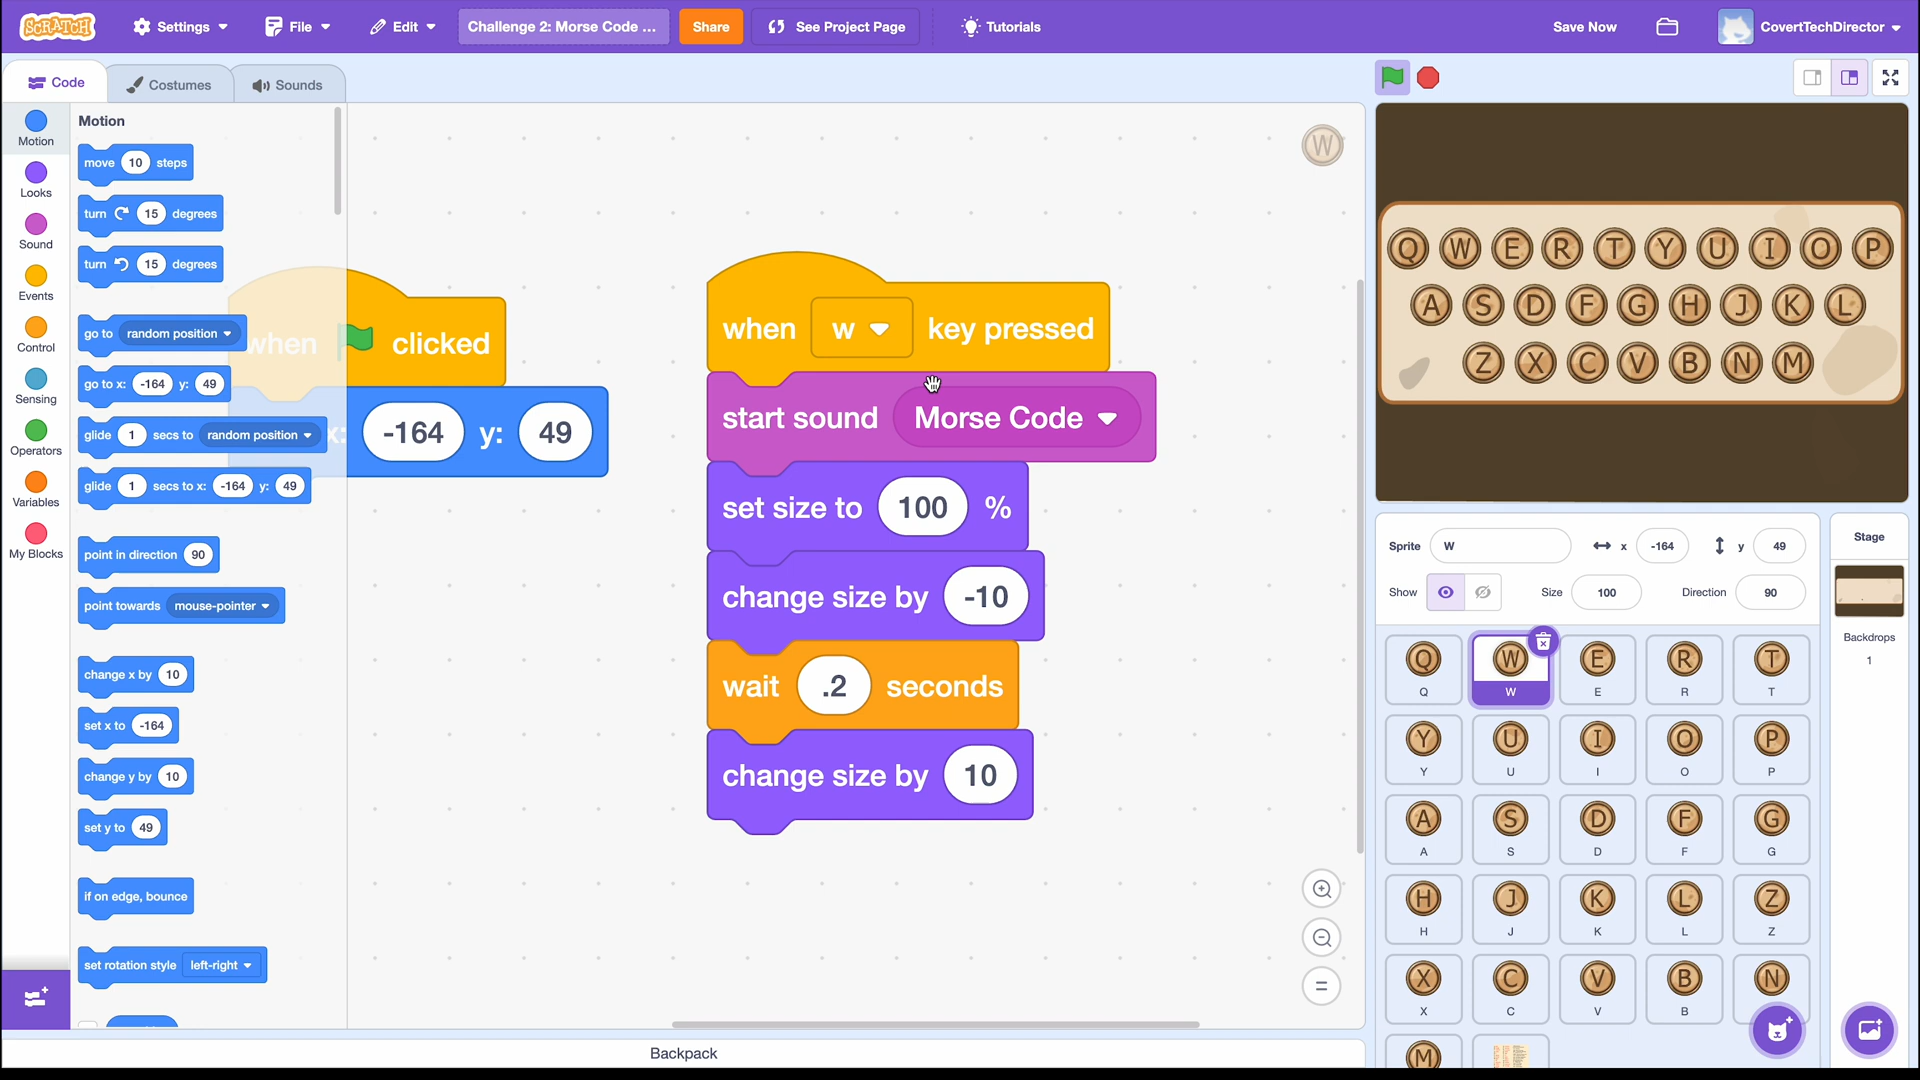 SCRATCH
Settings
File
Edit
Challenge 2: Morse Code ...
Share
See Project Page
Tutorials
Save Now
CovertTechDirector
Code
Costumes
Sounds
Motion
Looks
Sound
Events
Control
Sensing
Operators
Variables
My Blocks
Motion
move 10 steps
turn 15 degrees
turn 15 degrees
go to random position
go to x: -164 y: 49
glide 1 secs to random position
glide 1 secs to x: -164 y: 49
point in direction 90
point towards mouse-pointer
change x by 10
set x to -164
change y by 10
set y to 49
if on edge, bounce
set rotation style left-right
when clicked
x: -164 y: 49
when w key pressed
start sound Morse Code
set size to 100 %
change size by -10
wait .2 seconds
change size by 10
W
Backpack
Q W E R T Y U I O P
A S D F G H J K L
Z X C V B N M
Sprite W x -164 y 49
Show Size 100 Direction 90
Q W E R T
Q W E R T
Y U I O P
Y U I O P
A S D F G
A S D F G
H J K L Z
H J K L Z
X C V B N
X C V B
M
Stage
Backdrops
1